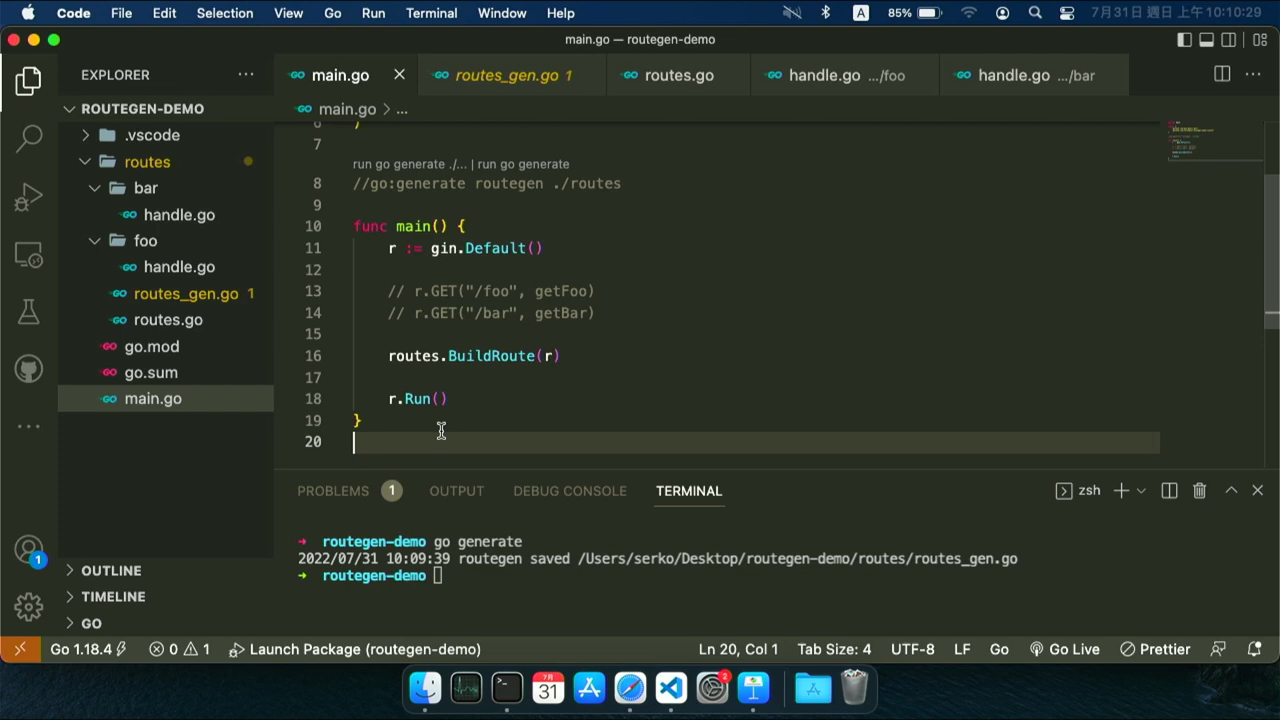 Code File Edit Selection View Go Run Terminal Window Help
A 85% 7月31日 週日 上午10:10:29
main.go — routegen-demo
EXPLORER
main.go
routes_gen.go 1
routes.go
handle.go .../foo
handle.go .../bar
ROUTEGEN-DEMO
main.go > ...
.vscode
routes
bar
handle.go
foo
handle.go
routes_gen.go 1
routes.go
go.mod
go.sum
main.go
6 )
7
run go generate ./... | run go generate
8 //go:generate routegen ./routes
9
10 func main() {
11 r := gin.Default()
12
13 // r.GET("/foo", getFoo)
14 // r.GET("/bar", getBar)
15
16 routes.BuildRoute(r)
17
18 r.Run()
19 }
20
PROBLEMS 1 OUTPUT DEBUG CONSOLE TERMINAL
zsh
→ routegen-demo go generate
2022/07/31 10:09:39 routegen saved /Users/serko/Desktop/routegen-demo/routes/routes_gen.go
→ routegen-demo
1
OUTLINE
TIMELINE
GO
Go 1.18.4 0 1 Launch Package (routegen-demo) Ln 20, Col 1 Tab Size: 4 UTF-8 LF Go Go Live Prettier
7月
31
2